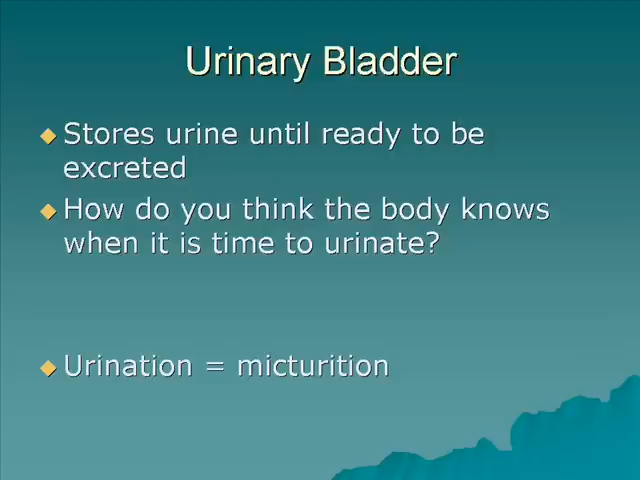 Urinary Bladder
Stores urine until ready to be
excreted
How do you think the body knows
when it is time to urinate?
Urination = micturition